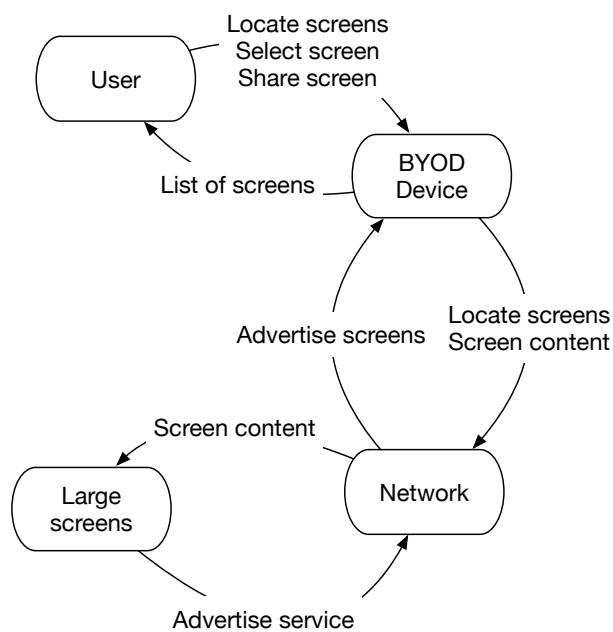 Locate screens
Select screen
Share screen
User
BYOD
Device
List of screens
Advertise screens
Locate screens
Screen content
Screen content
Large
screens
Network
Advertise service